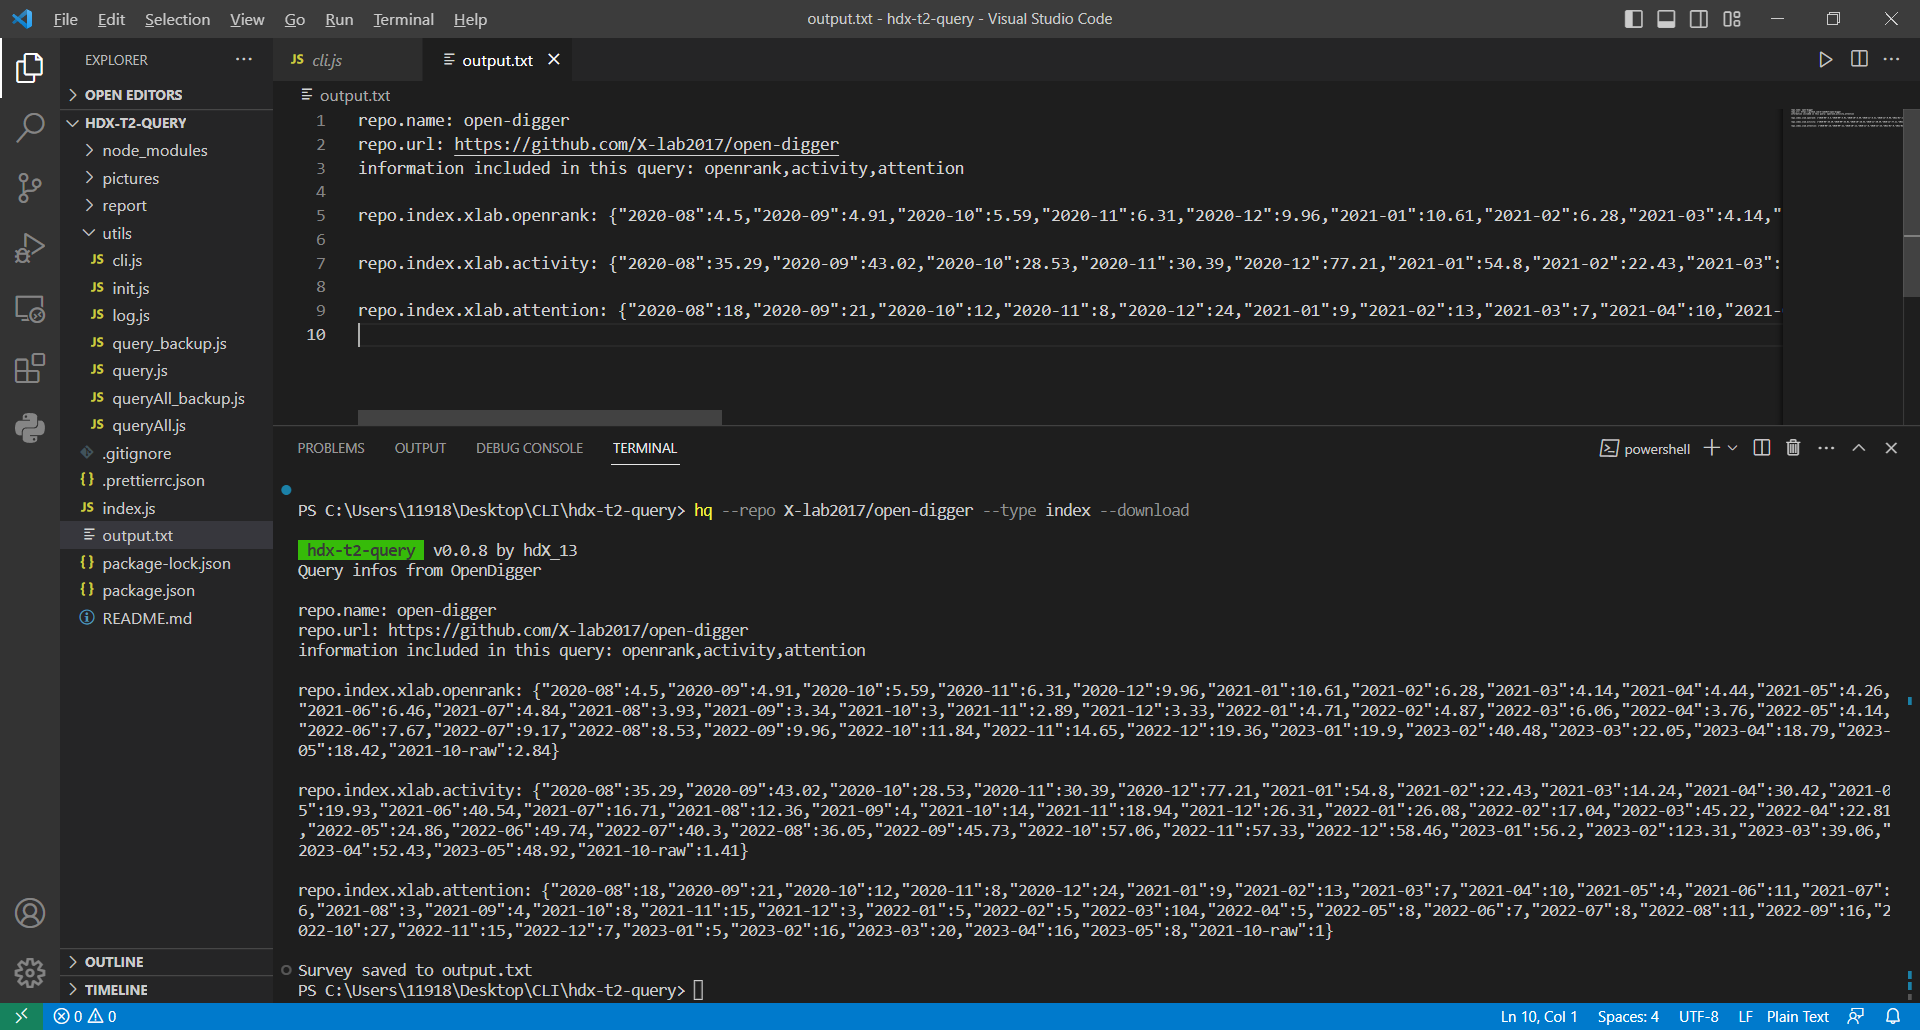 File Edit Selection View Go Run Terminal Help
output.txt - hdx-t2-query - Visual Studio Code
EXPLORER
OPEN EDITORS
HDX-T2-QUERY
node_modules
pictures
report
utils
JS cli.js
JS init.js
JS log.js
JS query_backup.js
JS query.js
JS queryAll_backup.js
JS queryAll.js
.gitignore
{} .prettierrc.json
JS index.js
output.txt
{} package-lock.json
{} package.json
README.md
OUTLINE
TIMELINE
JS cli.js
output.txt
output.txt
1 repo.name: open-digger
2 repo.url: https://github.com/X-lab2017/open-digger
3 information included in this query: openrank,activity,attention
4
5 repo.index.xlab.openrank: {"2020-08":4.5,"2020-09":4.91,"2020-10":5.59,"2020-11":6.31,"2020-12":9.96,"2021-01":10.61,"2021-02":6.28,"2021-03":4.14,"
6
7 repo.index.xlab.activity: {"2020-08":35.29,"2020-09":43.02,"2020-10":28.53,"2020-11":30.39,"2020-12":77.21,"2021-01":54.8,"2021-02":22.43,"2021-03":
8
9 repo.index.xlab.attention: {"2020-08":18,"2020-09":21,"2020-10":12,"2020-11":8,"2020-12":24,"2021-01":9,"2021-02":13,"2021-03":7,"2021-04":10,"2021-
10
PROBLEMS OUTPUT DEBUG CONSOLE TERMINAL
powershell
PS C:\Users\11918\Desktop\CLI\hdx-t2-query> hq --repo X-lab2017/open-digger --type index --download
hdx-t2-query v0.0.8 by hdX_13
Query infos from OpenDigger
repo.name: open-digger
repo.url: https://github.com/X-lab2017/open-digger
information included in this query: openrank,activity,attention
repo.index.xlab.openrank: {"2020-08":4.5,"2020-09":4.91,"2020-10":5.59,"2020-11":6.31,"2020-12":9.96,"2021-01":10.61,"2021-02":6.28,"2021-03":4.14,"2021-04":4.44,"2021-05":4.26,
"2021-06":6.46,"2021-07":4.84,"2021-08":3.93,"2021-09":3.34,"2021-10":3,"2021-11":2.89,"2021-12":3.33,"2022-01":4.71,"2022-02":4.87,"2022-03":6.06,"2022-04":3.76,"2022-05":4.14,
"2022-06":7.67,"2022-07":9.17,"2022-08":8.53,"2022-09":9.96,"2022-10":11.84,"2022-11":14.65,"2022-12":19.36,"2023-01":19.9,"2023-02":40.48,"2023-03":22.05,"2023-04":18.79,"2023-
05":18.42,"2021-10-raw":2.84}
repo.index.xlab.activity: {"2020-08":35.29,"2020-09":43.02,"2020-10":28.53,"2020-11":30.39,"2020-12":77.21,"2021-01":54.8,"2021-02":22.43,"2021-03":14.24,"2021-04":30.42,"2021-0
5":19.93,"2021-06":40.54,"2021-07":16.71,"2021-08":12.36,"2021-09":4,"2021-10":14,"2021-11":18.94,"2021-12":26.31,"2022-01":26.08,"2022-02":17.04,"2022-03":45.22,"2022-04":22.81
,"2022-05":24.86,"2022-06":49.74,"2022-07":40.3,"2022-08":36.05,"2022-09":45.73,"2022-10":57.06,"2022-11":57.33,"2022-12":58.46,"2023-01":56.2,"2023-02":123.31,"2023-03":39.06,"
2023-04":52.43,"2023-05":48.92,"2021-10-raw":1.41}
repo.index.xlab.attention: {"2020-08":18,"2020-09":21,"2020-10":12,"2020-11":8,"2020-12":24,"2021-01":9,"2021-02":13,"2021-03":7,"2021-04":10,"2021-05":4,"2021-06":11,"2021-07":
6,"2021-08":3,"2021-09":4,"2021-10":8,"2021-11":15,"2021-12":3,"2022-01":5,"2022-02":5,"2022-03":104,"2022-04":5,"2022-05":8,"2022-06":7,"2022-07":8,"2022-08":11,"2022-09":16,"2
022-10":27,"2022-11":15,"2022-12":7,"2023-01":5,"2023-02":16,"2023-03":20,"2023-04":16,"2023-05":8,"2021-10-raw":1}
Survey saved to output.txt
PS C:\Users\11918\Desktop\CLI\hdx-t2-query>
0 0
Ln 10, Col 1 Spaces: 4 UTF-8 LF Plain Text